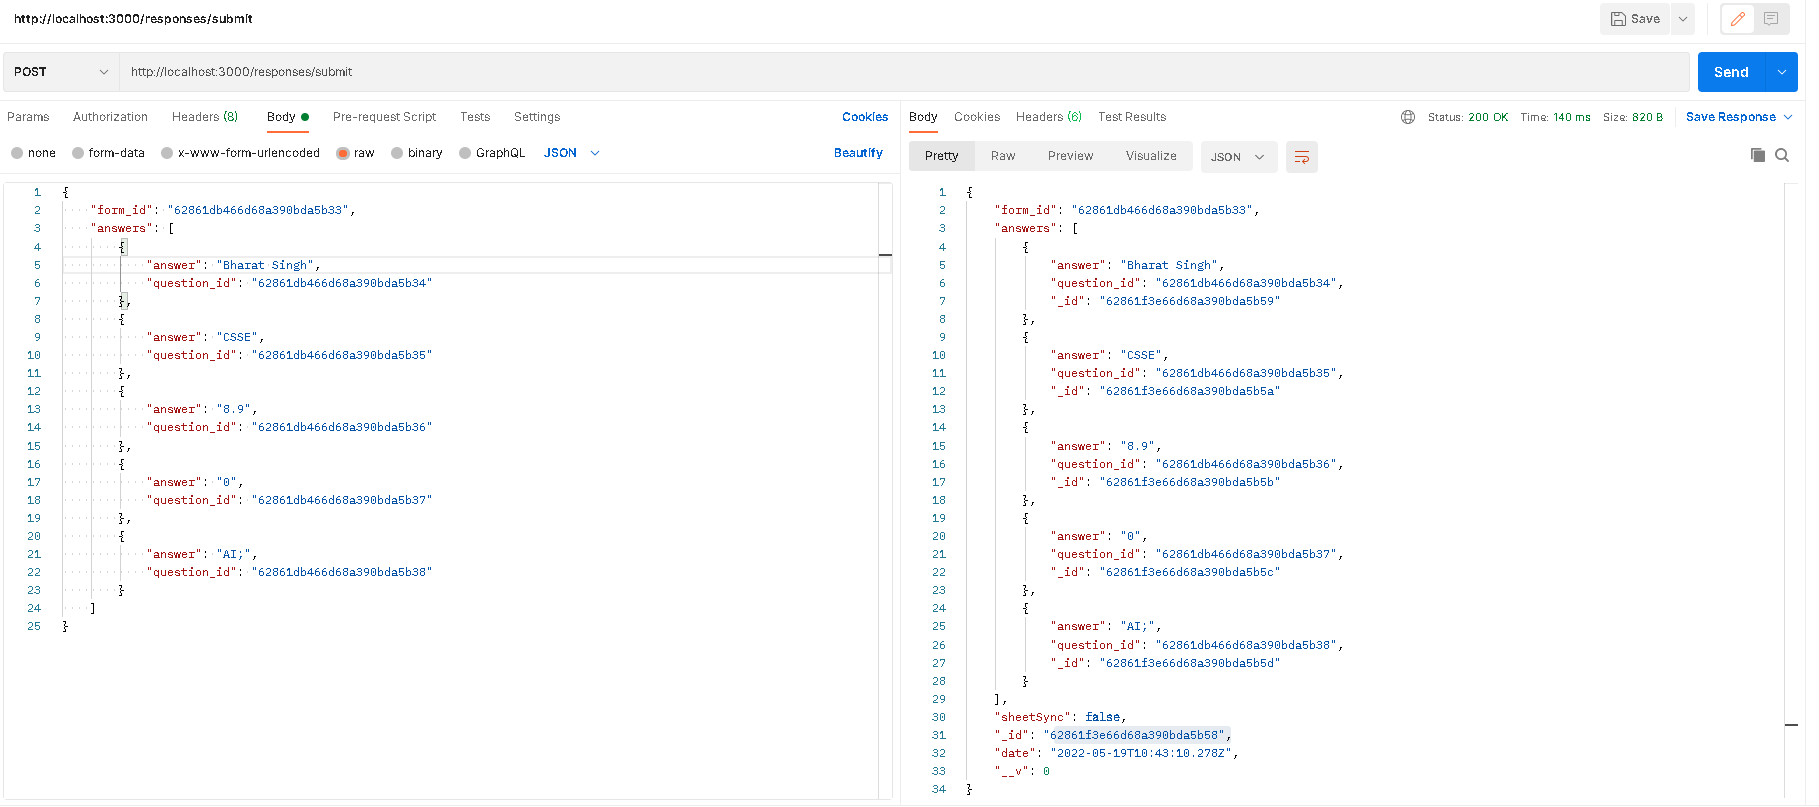 http://localhost:3000/responses/submit
Save
POST
http://localhost:3000/responses/submit
Send
Params Authorization Headers (8) Body Pre-request Script Tests Settings Cookies
none form-data x-www-form-urlencoded raw binary GraphQL JSON Beautify
1 {
2 "form_id": "62861db466d68a390bda5b33",
3 "answers": [
4 {
5 "answer": "Bharat Singh",
6 "question_id": "62861db466d68a390bda5b34"
7 },
8 {
9 "answer": "CSSE",
10 "question_id": "62861db466d68a390bda5b35"
11 },
12 {
13 "answer": "8.9",
14 "question_id": "62861db466d68a390bda5b36"
15 },
16 {
17 "answer": "0",
18 "question_id": "62861db466d68a390bda5b37"
19 },
20 {
21 "answer": "AI;",
22 "question_id": "62861db466d68a390bda5b38"
23 }
24 ]
25 }
Body Cookies Headers (6) Test Results Status: 200 OK Time: 140 ms Size: 820 B Save Response
Pretty Raw Preview Visualize JSON
1 {
2 "form_id": "62861db466d68a390bda5b33",
3 "answers": [
4 {
5 "answer": "Bharat Singh",
6 "question_id": "62861db466d68a390bda5b34",
7 "_id": "62861f3e66d68a390bda5b59"
8 },
9 {
10 "answer": "CSSE",
11 "question_id": "62861db466d68a390bda5b35",
12 "_id": "62861f3e66d68a390bda5b5a"
13 },
14 {
15 "answer": "8.9",
16 "question_id": "62861db466d68a390bda5b36",
17 "_id": "62861f3e66d68a390bda5b5b"
18 },
19 {
20 "answer": "0",
21 "question_id": "62861db466d68a390bda5b37",
22 "_id": "62861f3e66d68a390bda5b5c"
23 },
24 {
25 "answer": "AI;",
26 "question_id": "62861db466d68a390bda5b38",
27 "_id": "62861f3e66d68a390bda5b5d"
28 }
29 ],
30 "sheetSync": false,
31 "_id": "62861f3e66d68a390bda5b58",
32 "date": "2022-05-19T10:43:10.278Z",
33 "__v": 0
34 }